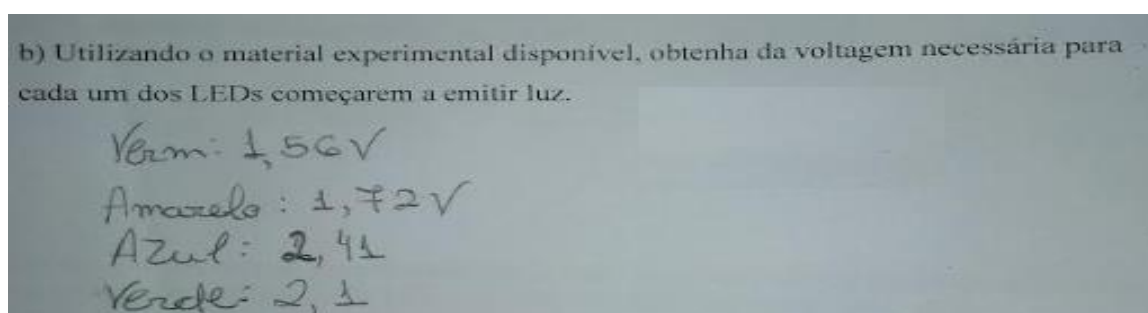 b) Utilizando o material experimental disponível, obtenha da voltagem necessária para
cada um dos LEDs começarem a emitir luz.
Verm: 1,56V
Amarelo: 1,72V
Azul: 2,41
Verde: 2,1